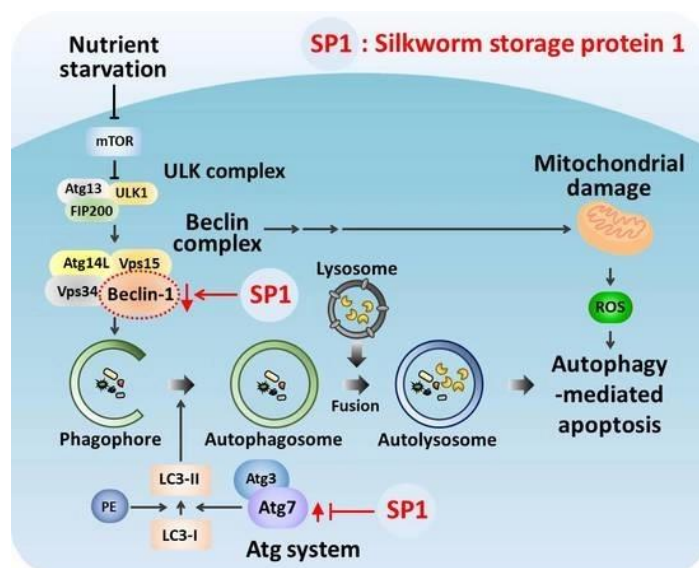 Nutrient
starvation
SP1 : Silkworm storage protein 1
mTOR
ULK complex
Atg13
ULK1
FIP200
Mitochondrial
damage
Beclin
complex
Atg14L
Vps15
Vps34
Beclin-1
SP1
Lysosome
ROS
Fusion
Phagophore
Autophagosome
Autolysosome
Autophagy
-mediated
apoptosis
LC3-II
Atg3
PE
Atg7
SP1
LC3-I
Atg system